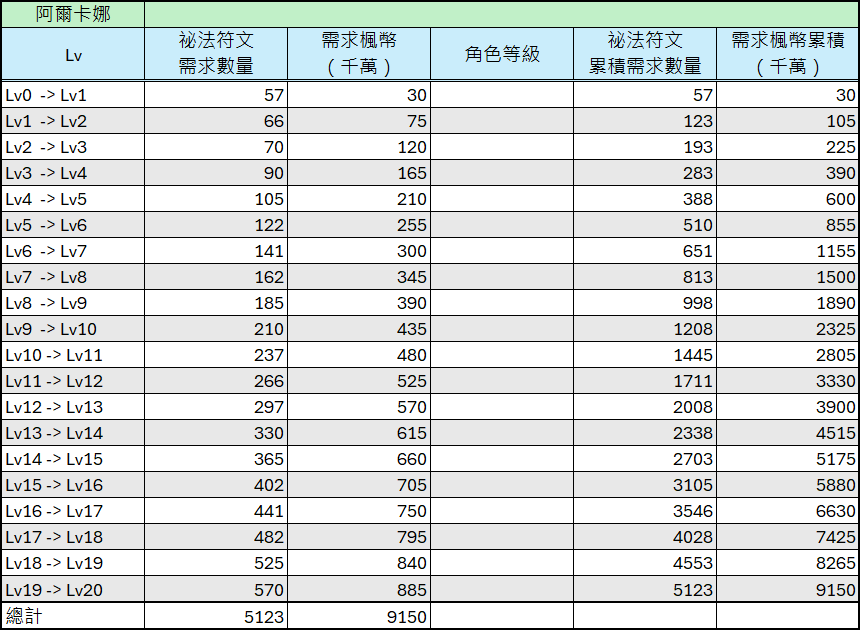 阿爾卡娜
Lv 祕法符文 需求數量 需求楓幣 (千萬) 角色等級 祕法符文 累積需求數量 需求楓幣累積 (千萬)
Lv0 -> Lv1 57 30 57 30
Lv1 -> Lv2 66 75 123 105
Lv2 -> Lv3 70 120 193 225
Lv3 -> Lv4 90 165 283 390
Lv4 -> Lv5 105 210 388 600
Lv5 -> Lv6 122 255 510 855
Lv6 -> Lv7 141 300 651 1155
Lv7 -> Lv8 162 345 813 1500
Lv8 -> Lv9 185 390 998 1890
Lv9 -> Lv10 210 435 1208 2325
Lv10 -> Lv11 237 480 1445 2805
Lv11 -> Lv12 266 525 1711 3330
Lv12 -> Lv13 297 570 2008 3900
Lv13 -> Lv14 330 615 2338 4515
Lv14 -> Lv15 365 660 2703 5175
Lv15 -> Lv16 402 705 3105 5880
Lv16 -> Lv17 441 750 3546 6630
Lv17 -> Lv18 482 795 4028 7425
Lv18 -> Lv19 525 840 4553 8265
Lv19 -> Lv20 570 885 5123 9150
總計 5123 9150